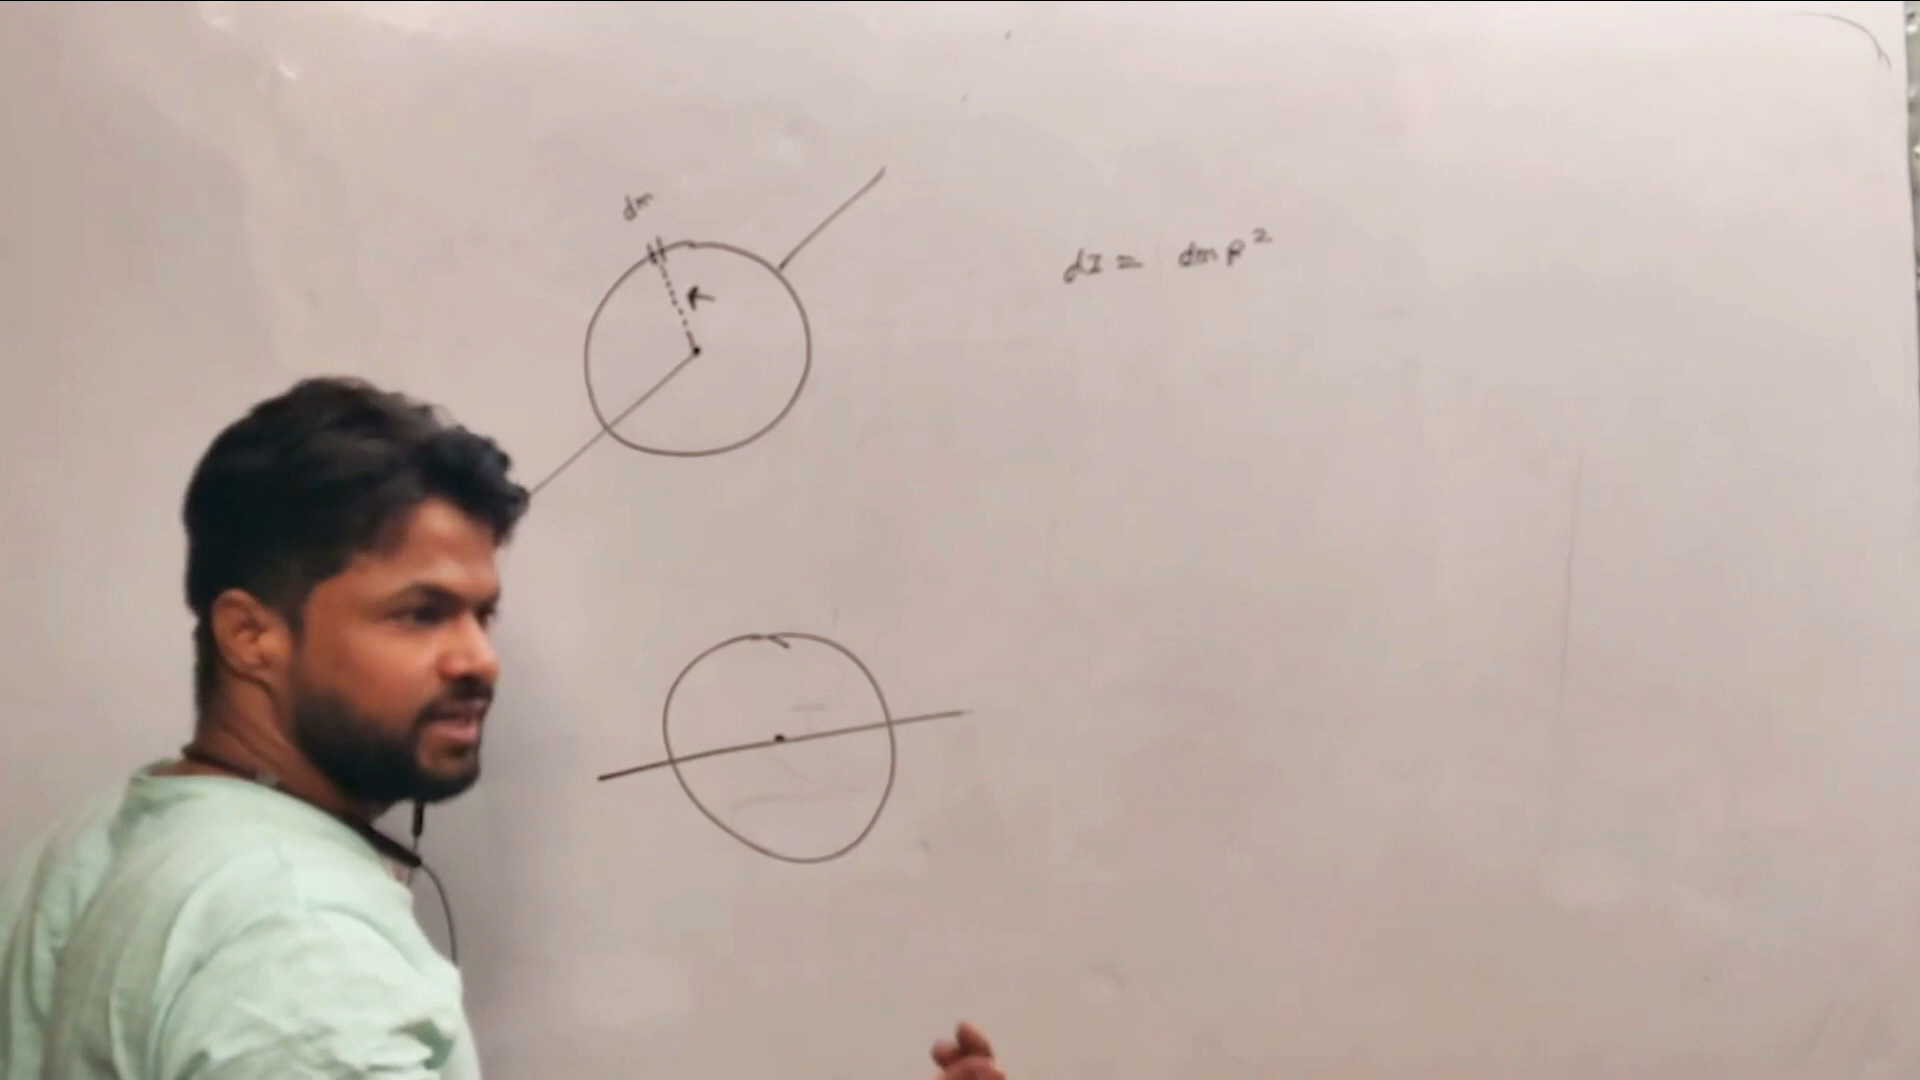 dm
R
dI = dm R²